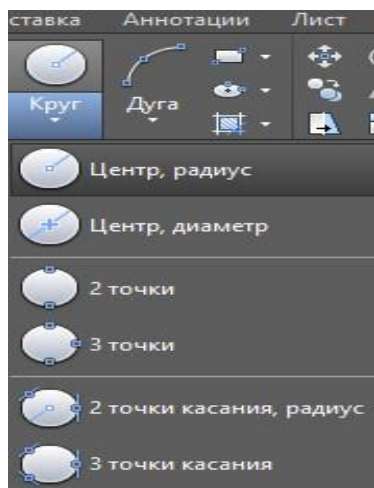 ставка Аннотации Лист
Круг Дуга
Центр, радиус
Центр, диаметр
2 точки
3 точки
2 точки касания, радиус
3 точки касания